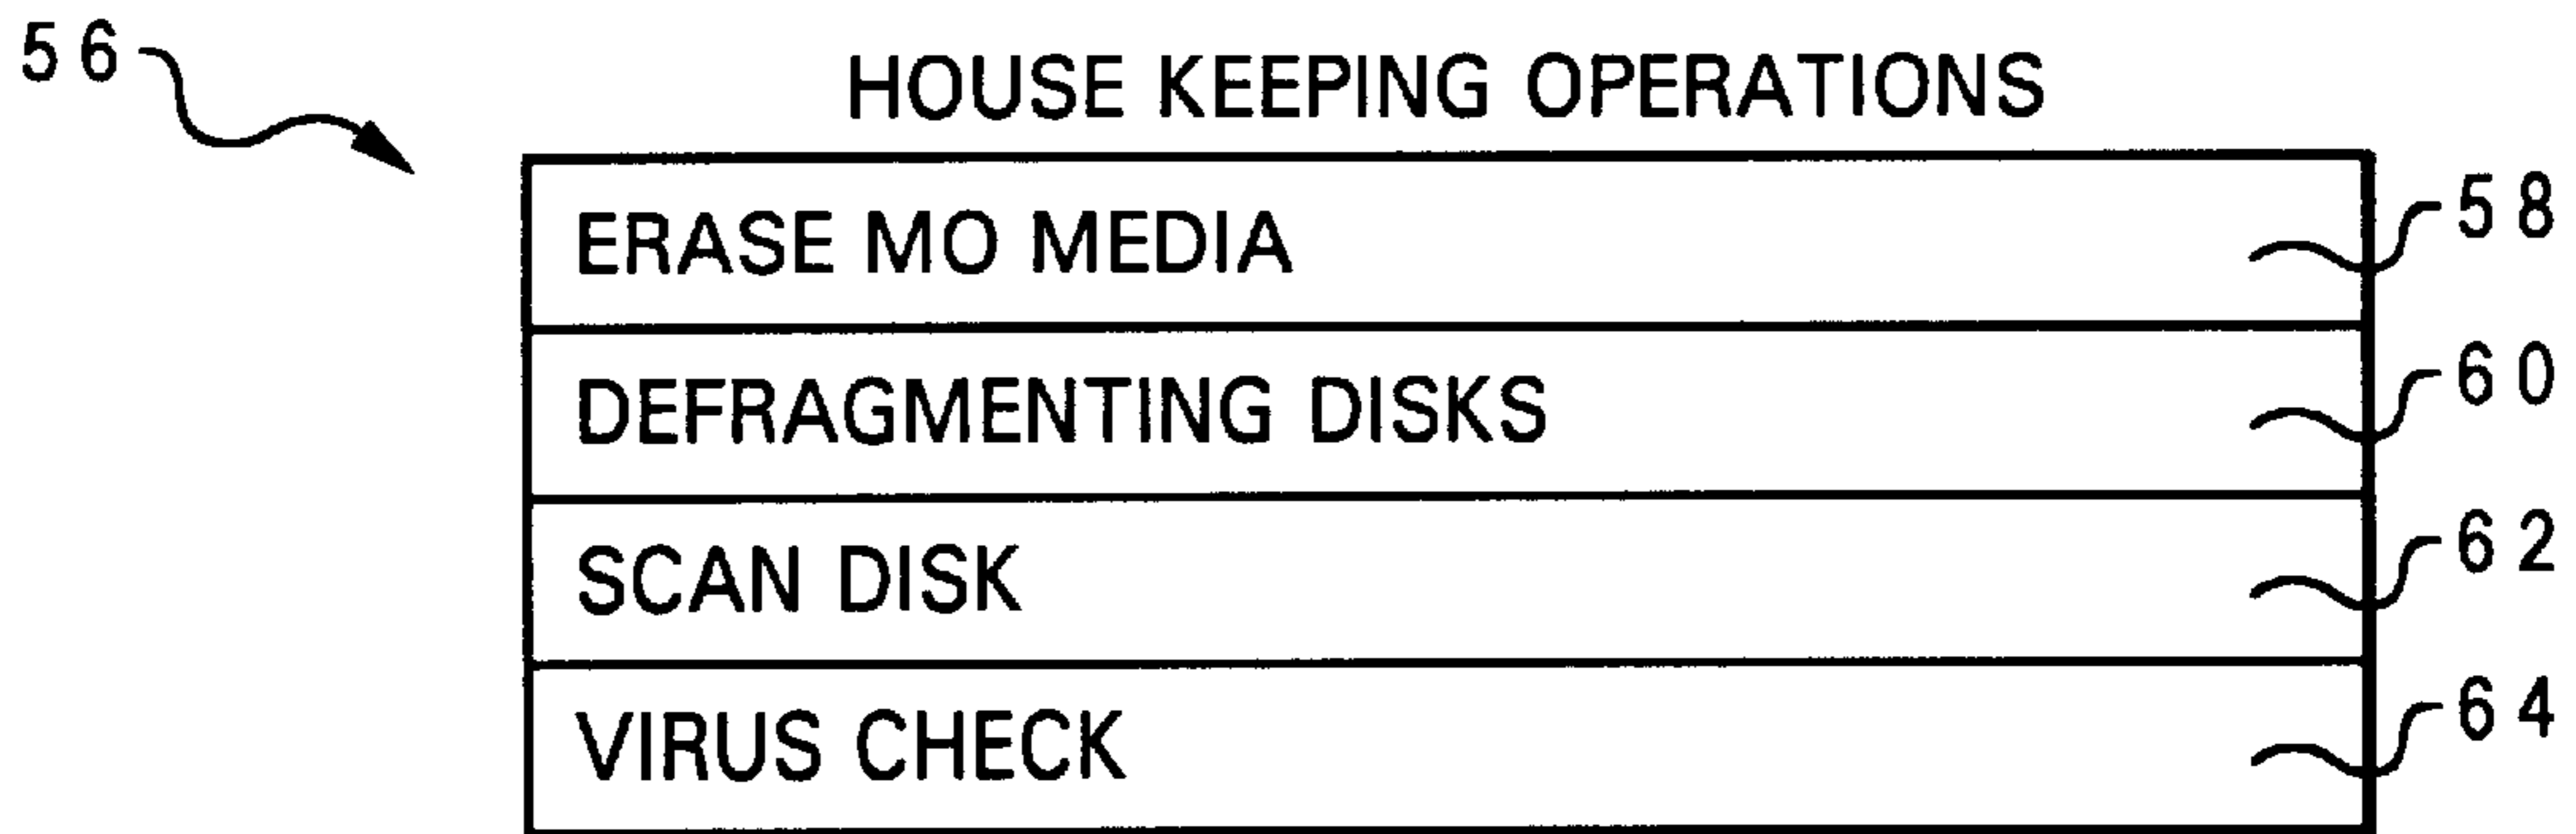 56
HOUSE KEEPING OPERATIONS
ERASE MO MEDIA 58
DEFRAGMENTING DISKS 60
SCAN DISK 62
VIRUS CHECK 64